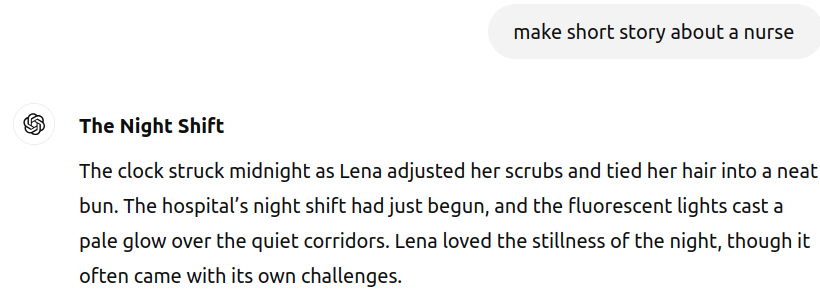 make short story about a nurse
The Night Shift
The clock struck midnight as Lena adjusted her scrubs and tied her hair into a neat
bun. The hospital’s night shift had just begun, and the fluorescent lights cast a
pale glow over the quiet corridors. Lena loved the stillness of the night, though it
often came with its own challenges.